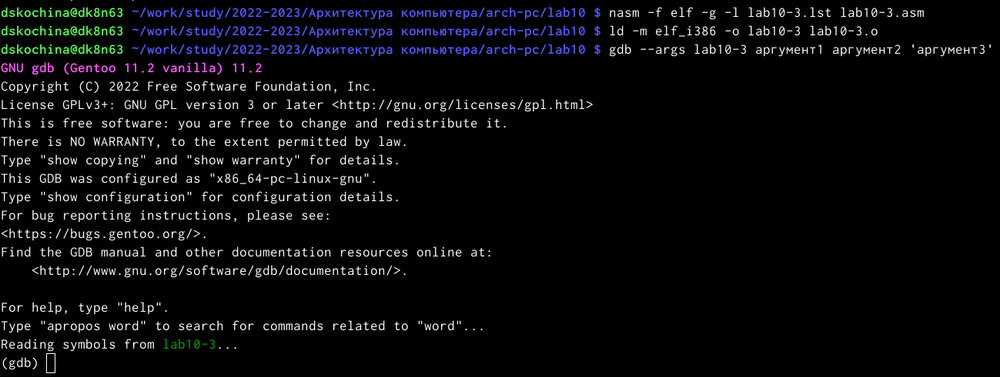 dskochina@dk8n63 ~/work/study/2022-2023/Архитектура компьютера/arch-pc/lab10 $ nasm -f elf -g -l lab10-3.lst lab10-3.asm
dskochina@dk8n63 ~/work/study/2022-2023/Архитектура компьютера/arch-pc/lab10 $ ld -m elf_i386 -o lab10-3 lab10-3.o
dskochina@dk8n63 ~/work/study/2022-2023/Архитектура компьютера/arch-pc/lab10 $ gdb --args lab10-3 аргумент1 аргумент2 'аргумент3'
GNU gdb (Gentoo 11.2 vanilla) 11.2
Copyright (C) 2022 Free Software Foundation, Inc.
License GPLv3+: GNU GPL version 3 or later <http://gnu.org/licenses/gpl.html>
This is free software: you are free to change and redistribute it.
There is NO WARRANTY, to the extent permitted by law.
Type "show copying" and "show warranty" for details.
This GDB was configured as "x86_64-pc-linux-gnu".
Type "show configuration" for configuration details.
For bug reporting instructions, please see:
<https://bugs.gentoo.org/>.
Find the GDB manual and other documentation resources online at:
    <http://www.gnu.org/software/gdb/documentation/>.

For help, type "help".
Type "apropos word" to search for commands related to "word"...
Reading symbols from lab10-3...
(gdb)